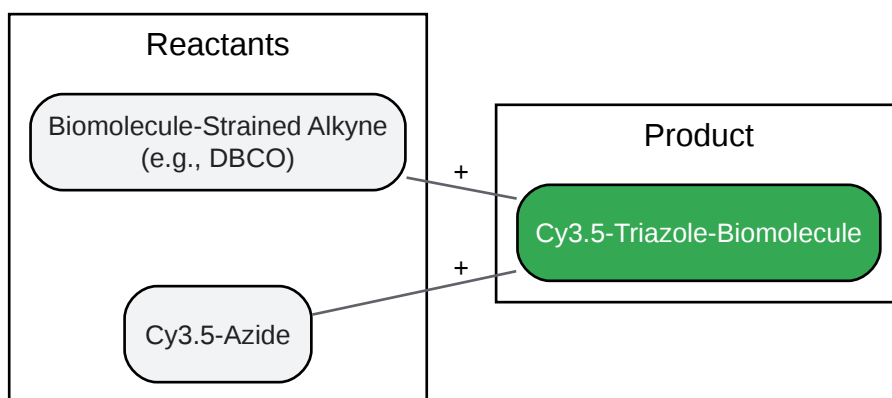 Reactants
Biomolecule-Strained Alkyne
(e.g., DBCO)
+
Product
Cy3.5-Triazole-Biomolecule
+
Cy3.5-Azide